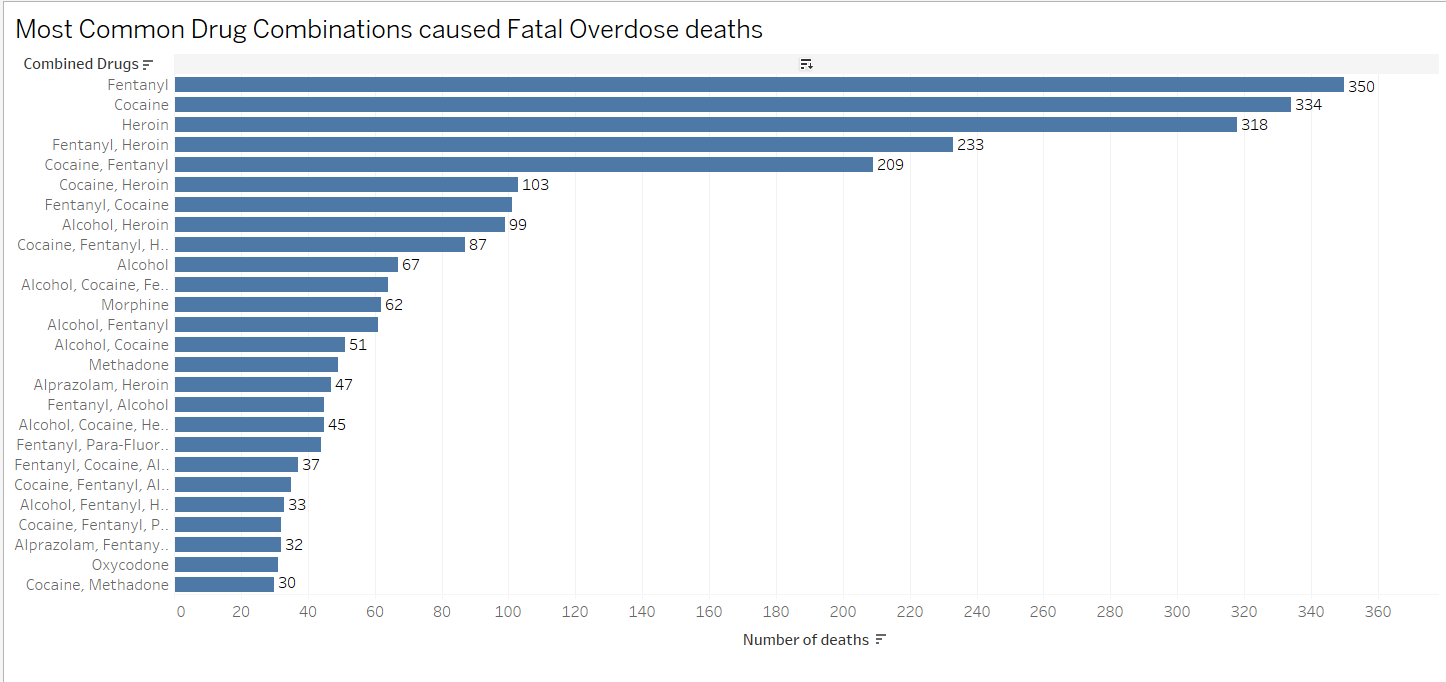 Most Common Drug Combinations caused Fatal Overdose deaths
Combined Drugs
Fentanyl 350
Cocaine 334
Heroin 318
Fentanyl, Heroin 233
Cocaine, Fentanyl 209
Cocaine, Heroin 103
Fentanyl, Cocaine
Alcohol, Heroin 99
Cocaine, Fentanyl, H.. 87
Alcohol 67
Alcohol, Cocaine, Fe..
Morphine 62
Alcohol, Fentanyl
Alcohol, Cocaine 51
Methadone
Alprazolam, Heroin 47
Fentanyl, Alcohol
Alcohol, Cocaine, He.. 45
Fentanyl, Para-Fluor..
Fentanyl, Cocaine, Al.. 37
Cocaine, Fentanyl, Al..
Alcohol, Fentanyl, H.. 33
Cocaine, Fentanyl, P..
Alprazolam, Fentany.. 32
Oxycodone
Cocaine, Methadone 30
0 20 40 60 80 100 120 140 160 180 200 220 240 260 280 300 320 340 360
Number of deaths